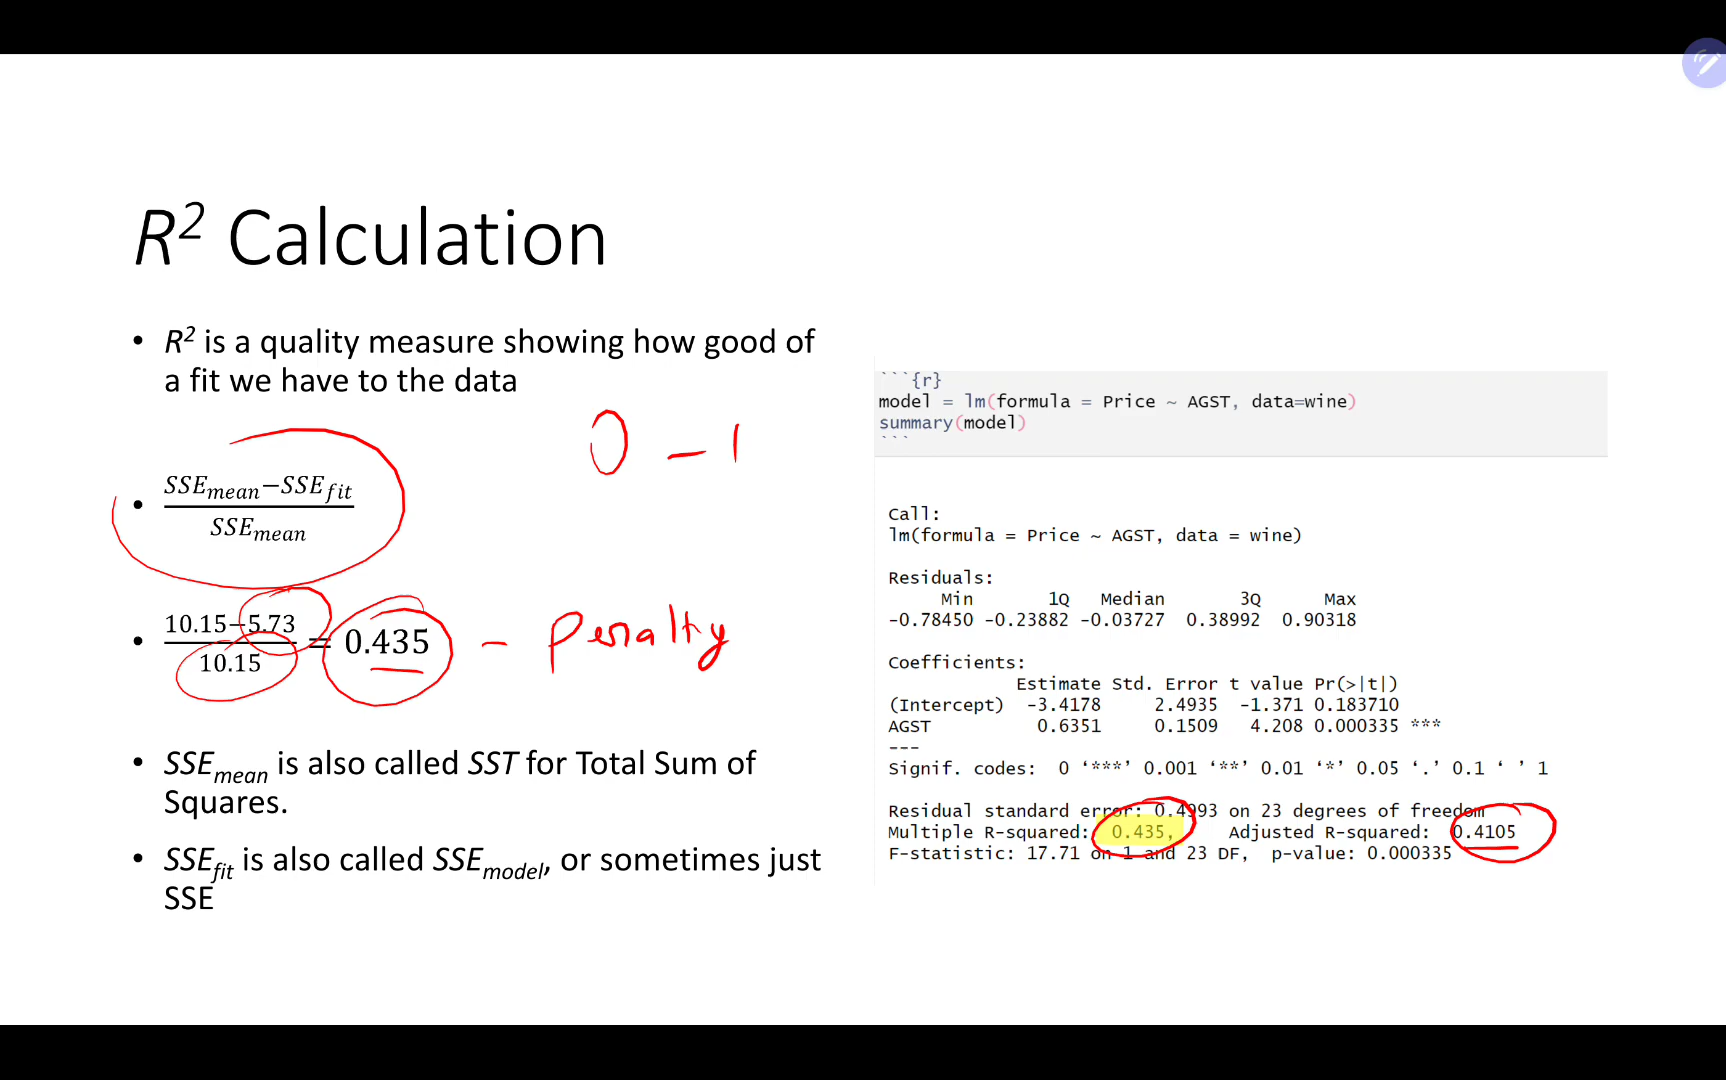 R² Calculation
• R² is a quality measure showing how good of
a fit we have to the data
0 – 1
• SSE_mean−SSE_fit
SSE_mean
• 10.15−5.73
10.15
= 0.435 – Penalty
• SSE_mean is also called SST for Total Sum of
Squares.
• SSE_fit is also called SSE_model, or sometimes just
SSE
```{r}
model = lm(formula = Price ~ AGST, data=wine)
summary(model)
```
Call:
lm(formula = Price ~ AGST, data = wine)
Residuals:
Min 1Q Median 3Q Max
-0.78450 -0.23882 -0.03727 0.38992 0.90318
Coefficients:
Estimate Std. Error t value Pr(>|t|)
(Intercept) -3.4178 2.4935 -1.371 0.183710
AGST 0.6351 0.1509 4.208 0.000335 ***
---
Signif. codes: 0 ‘***’ 0.001 ‘**’ 0.01 ‘*’ 0.05 ‘.’ 0.1 ‘ ’ 1
Residual standard error: 0.4993 on 23 degrees of freedom
Multiple R-squared: 0.435, Adjusted R-squared: 0.4105
F-statistic: 17.71 on 1 and 23 DF, p-value: 0.000335